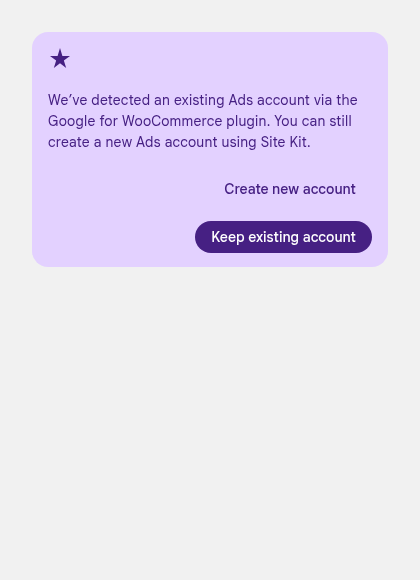 We’ve detected an existing Ads account via the
Google for WooCommerce plugin. You can still
create a new Ads account using Site Kit.
Create new account
Keep existing account